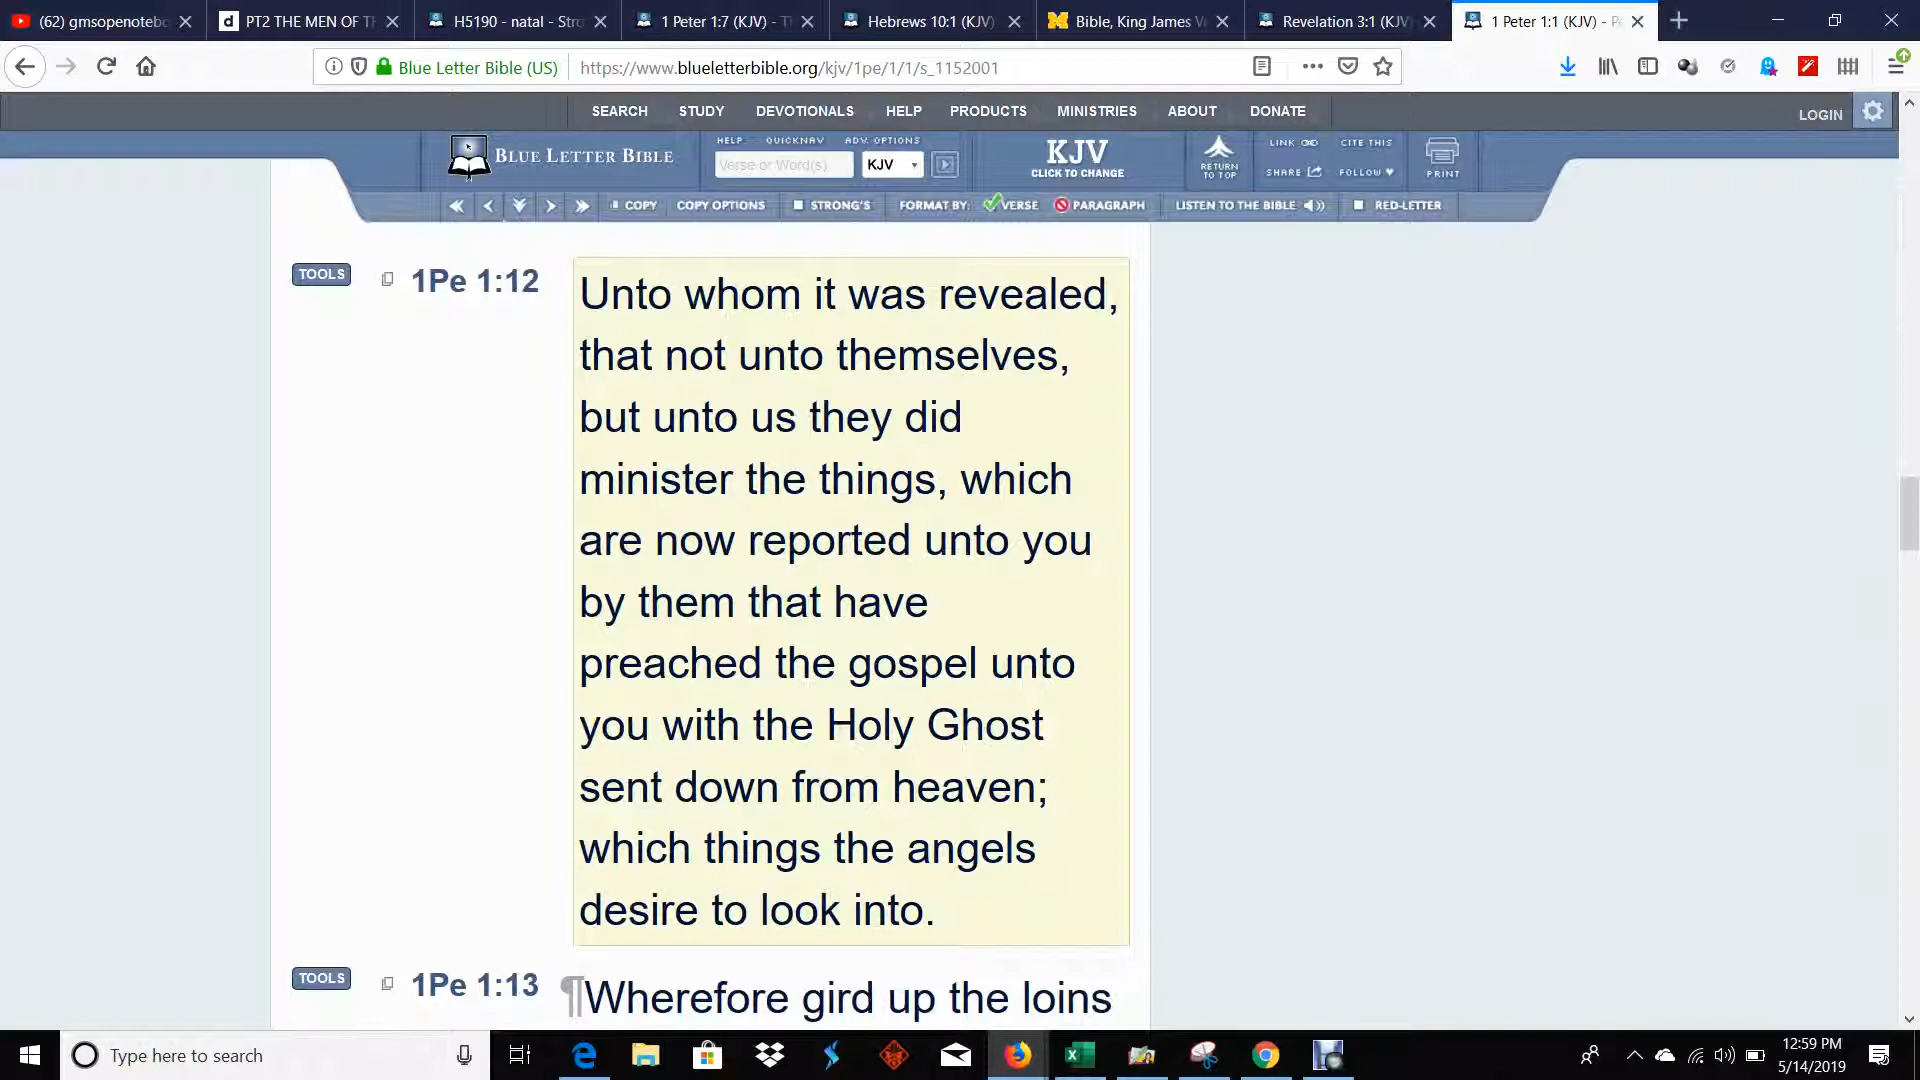 (62) gmsopenoteb
PT2 THE MEN OF T
H5190 - natal - Stro
1 Peter 1:7 (KJV) - T
Hebrews 10:1 (KJV)
Bible, King James V
Revelation 3:1 (KJV
1 Peter 1:1 (KJV) - P
Blue Letter Bible (US)
https://www.blueletterbible.org/kjv/1pe/1/1/s_1152001
SEARCH STUDY DEVOTIONALS HELP PRODUCTS MINISTRIES ABOUT DONATE
LOGIN
BLUE LETTER BIBLE
HELP QUICKNAV ADV. OPTIONS
Verse or Word(s)
KJV
KJV
CLICK TO CHANGE
RETURN
TO TOP
LINK CITE THIS
SHARE FOLLOW
PRINT
COPY COPY OPTIONS STRONG'S FORMAT BY: VERSE PARAGRAPH LISTEN TO THE BIBLE RED-LETTER
TOOLS 1Pe 1:12
Unto whom it was revealed,
that not unto themselves,
but unto us they did
minister the things, which
are now reported unto you
by them that have
preached the gospel unto
you with the Holy Ghost
sent down from heaven;
which things the angels
desire to look into.
TOOLS 1Pe 1:13
¶Wherefore gird up the loins
Type here to search
12:59 PM
5/14/2019